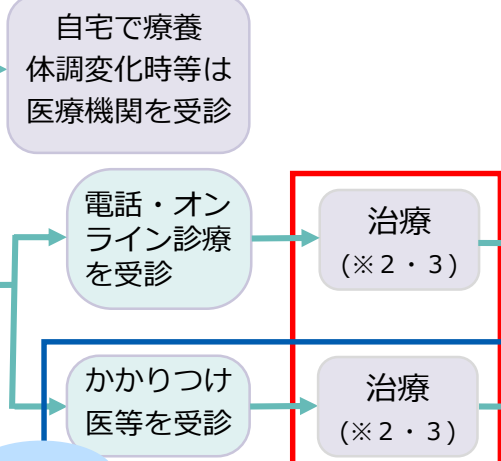 自宅で療養
体調変化時等は
医療機関を受診
電話・オン
ライン診療
を受診
治療
(※２・３)
かかりつけ
医等を受診
治療
(※２・３)